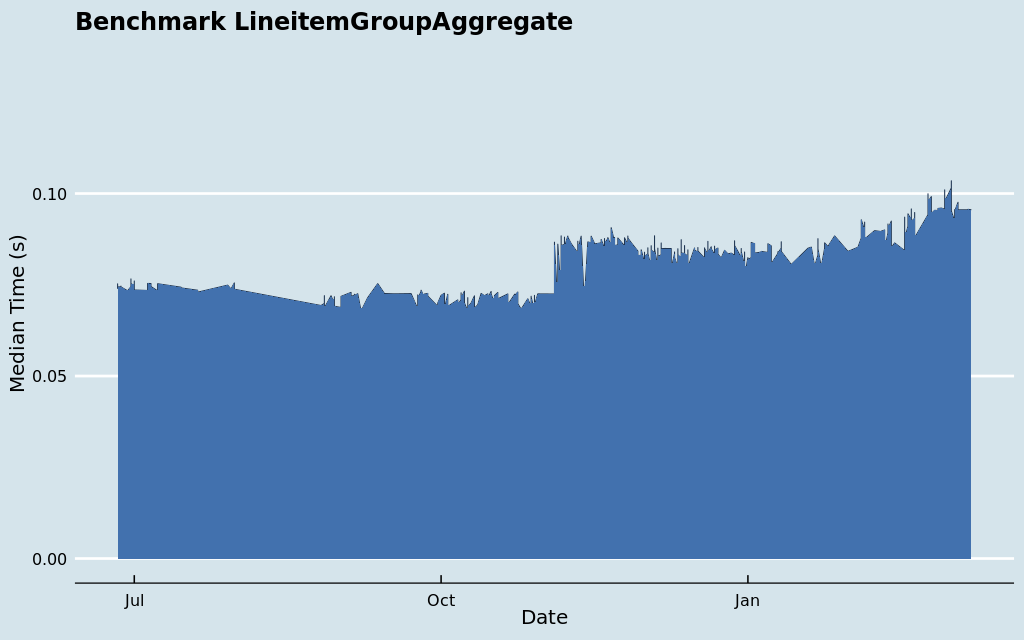 Benchmark LineitemGroupAggregate
Median Time (s)
0.10
0.05
0.00
Jul Oct Jan
Date